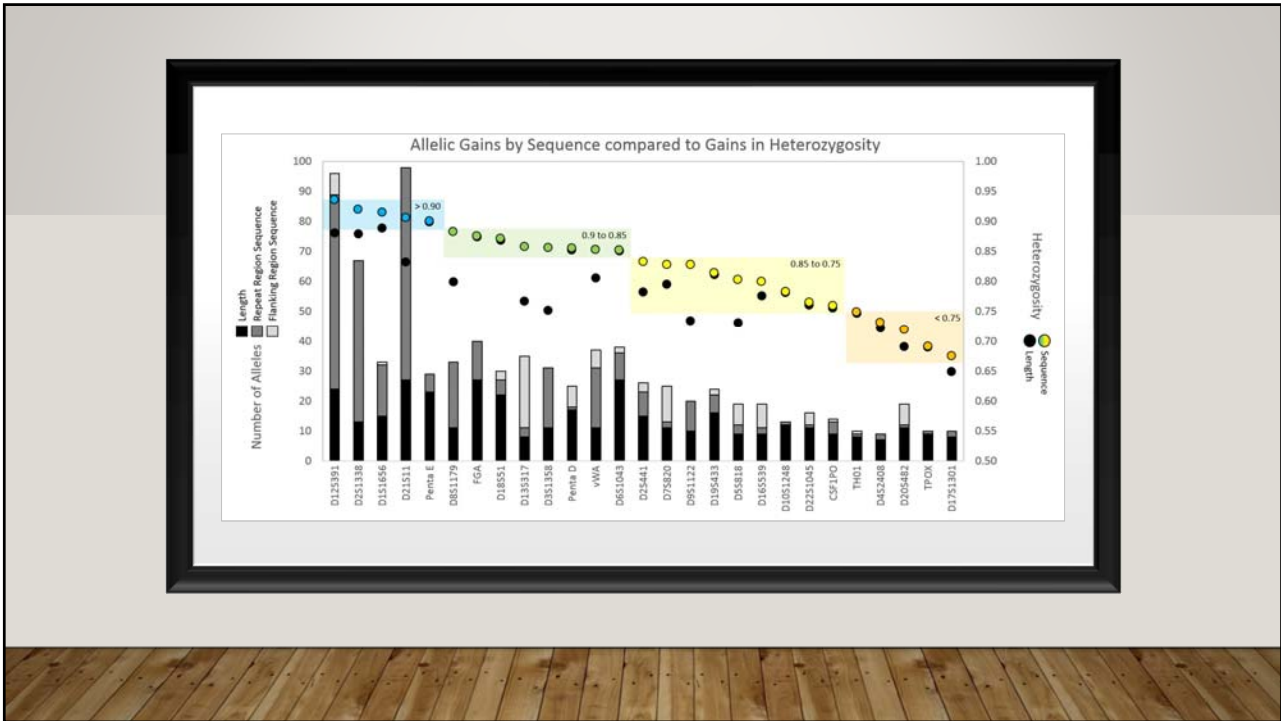 Allelic Gains by Sequence compared to Gains in Heterozygosity
Length
Repeat Region Sequence
Flanking Region Sequence
Number of Alleles
100
90
80
70
60
50
40
30
20
10
0
> 0.90
0.9 to 0.85
0.85 to 0.75
< 0.75
1.00
0.95
0.90
0.85
0.80
0.75
0.70
0.65
0.60
0.55
0.50
Heterozygosity
Sequence
Length
D12S391
D2S1338
D1S1656
D21S11
Penta E
D8S1179
FGA
D18S51
D13S317
D3S1358
Penta D
vWA
D6S1043
D2S441
D7S820
D9S1122
D19S433
D5S818
D16S539
D10S1248
D22S1045
CSF1PO
TH01
D4S2408
D20S482
TPOX
D17S1301